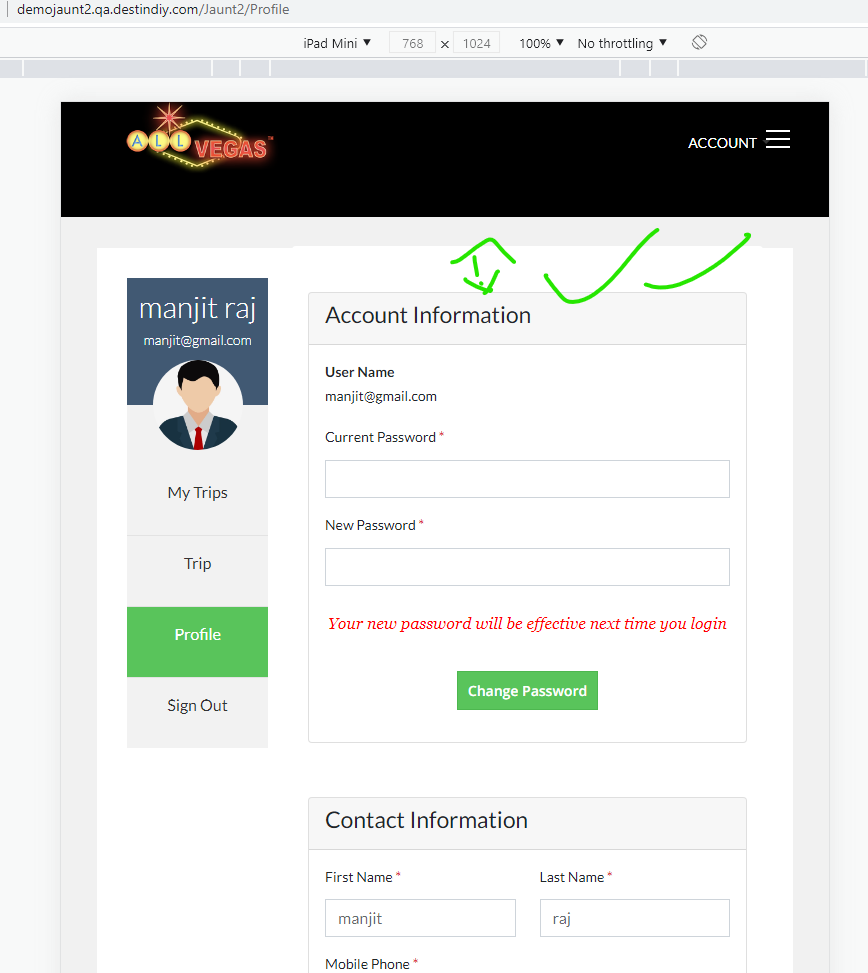 demojaunt2.qa.destindiy.com/Jaunt2/Profile
iPad Mini ▼ 768 × 1024 100% ▼ No throttling ▼
ALL VEGAS™
ACCOUNT
manjit raj
manjit@gmail.com
My Trips
Trip
Profile
Sign Out
Account Information
User Name
manjit@gmail.com
Current Password *
New Password *
Your new password will be effective next time you login
Change Password
Contact Information
First Name * Last Name *
manjit raj
Mobile Phone *